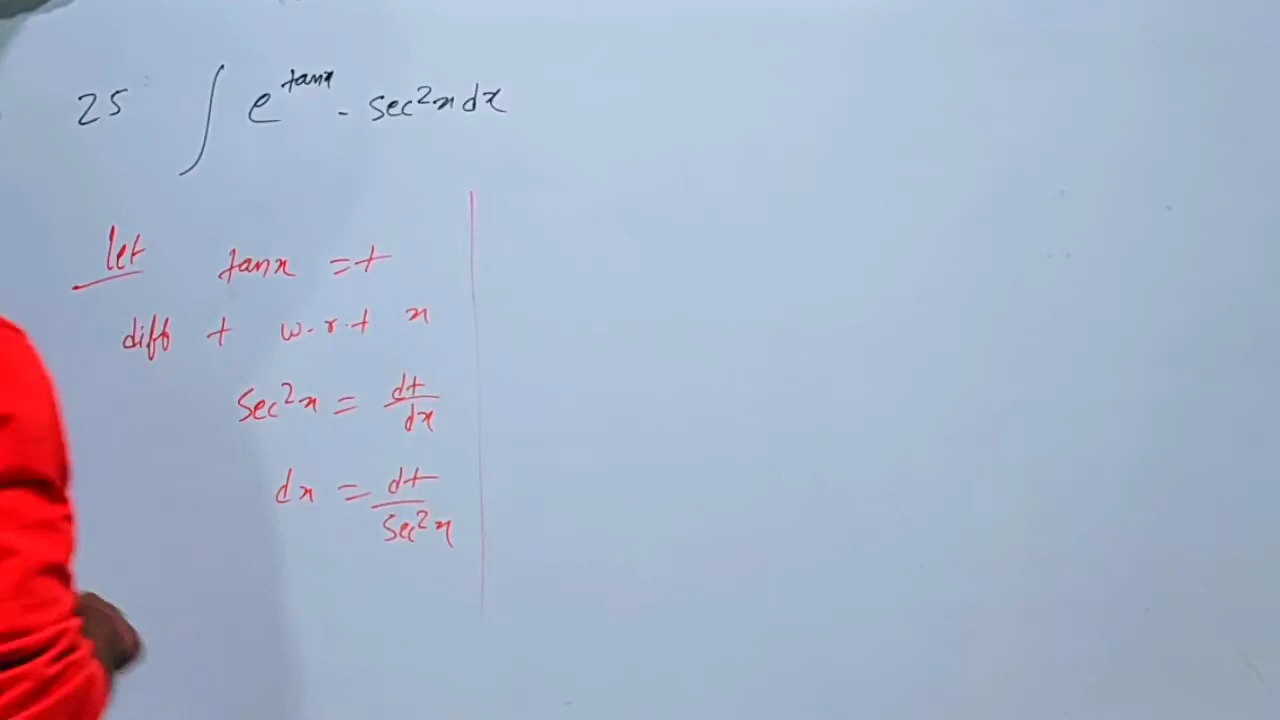 25 ∫ e^tanx . sec²x dx
let tanx = t
diff t w.r.t x
sec²x = dt/dx
dx = dt/sec²x